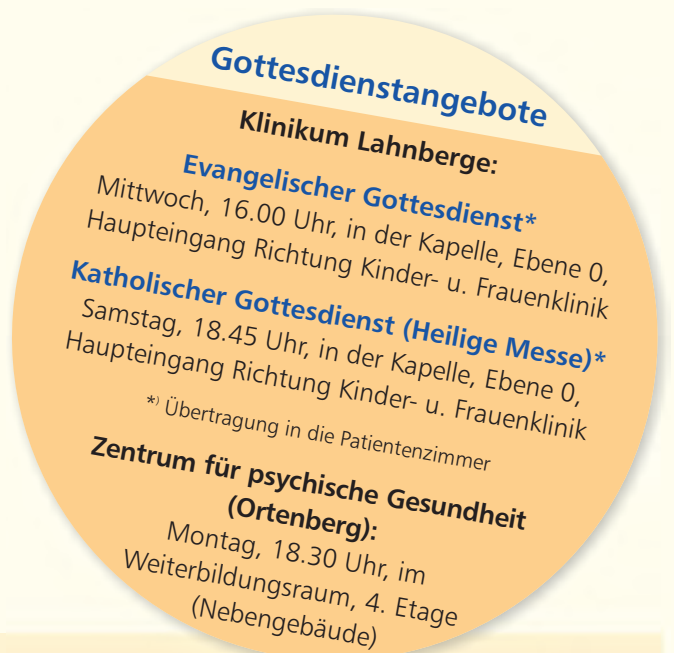 Gottesdienstangebote
Klinikum Lahnberge:
Evangelischer Gottesdienst*
Mittwoch, 16.00 Uhr, in der Kapelle, Ebene 0,
Haupteingang Richtung Kinder- u. Frauenklinik
Katholischer Gottesdienst (Heilige Messe)*
Samstag, 18.45 Uhr, in der Kapelle, Ebene 0,
Haupteingang Richtung Kinder- u. Frauenklinik
*) Übertragung in die Patientenzimmer
Zentrum für psychische Gesundheit
(Ortenberg):
Montag, 18.30 Uhr, im
Weiterbildungsraum, 4. Etage
(Nebengebäude)